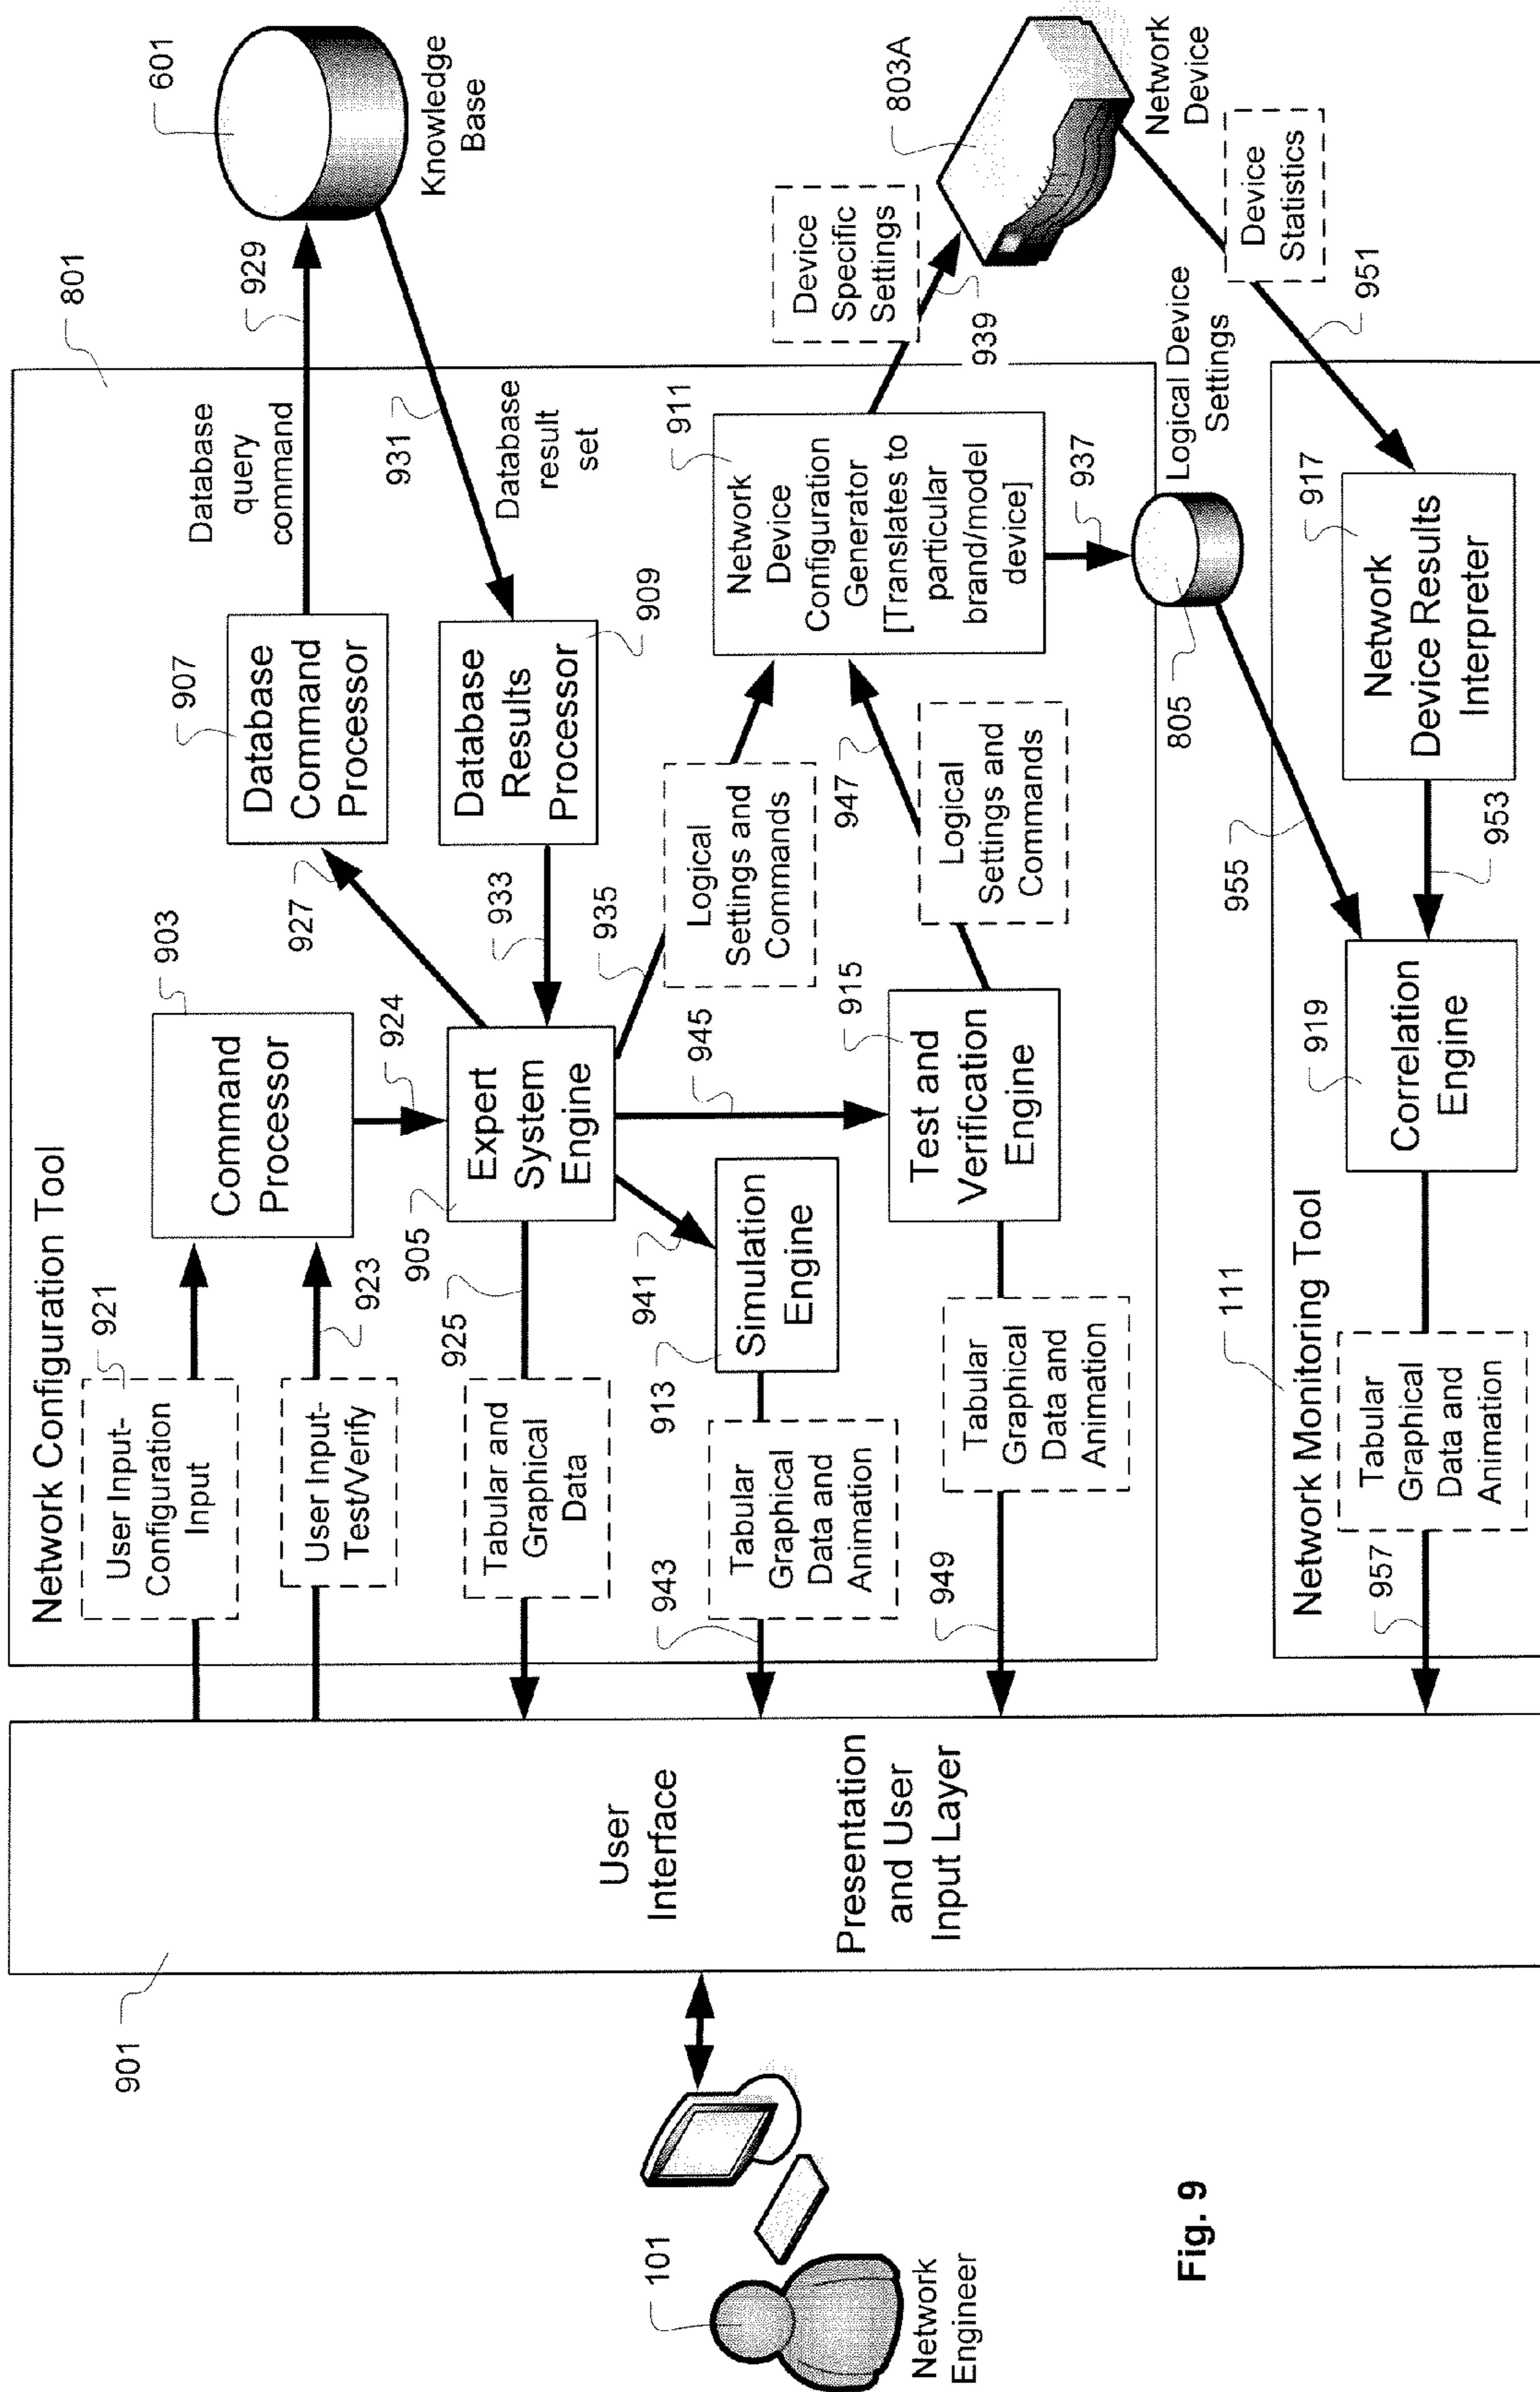 Network Configuration Tool
801
User Input-
Configuration
Input
921
User Input-
Test/Verify
923
Command
Processor
903
924
Expert
System
Engine
905
925
Tabular and
Graphical
Data
927
Database
Command
Processor
907
Database
query
command
929
601
Knowledge
Base
931
Database
result
set
Database
Results
Processor
909
933
935
Logical
Settings and
Commands
941
Simulation
Engine
913
Tabular
Graphical
Data and
Animation
943
945
Test and
Verification
Engine
915
947
Logical
Settings and
Commands
Tabular
Graphical
Data and
Animation
949
Network
Device
Configuration
Generator
[Translates to
particular
brand/model
device]
911
937
939
Device
Specific
Settings
803A
Network
Device
Logical Device
Settings
805
Device
Statistics
951
Network Monitoring Tool
111
Network
Device Results
Interpreter
917
953
955
Correlation
Engine
919
Tabular
Graphical
Data and
Animation
957
901
User
Interface
Presentation
and User
Input Layer
101
Network
Engineer
Fig. 9